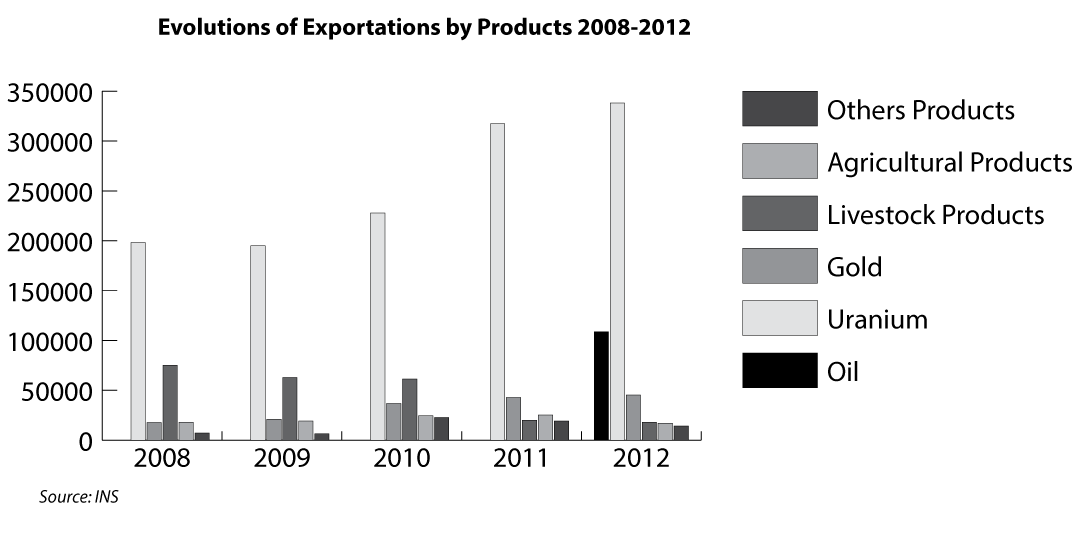 Evolutions of Exportations by Products 2008-2012
350000
300000
250000
200000
150000
100000
50000
0
2008 2009 2010 2011 2012
Others Products
Agricultural Products
Livestock Products
Gold
Uranium
Oil
Source: INS